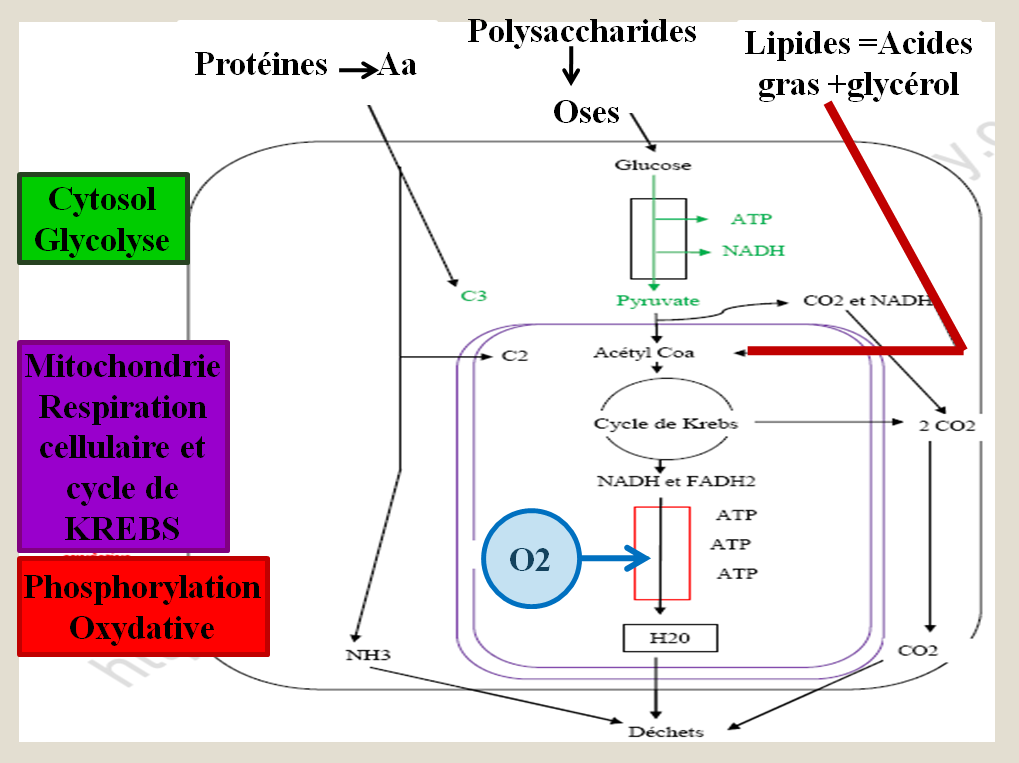 Polysaccharides
Protéines → Aa
Lipides =Acides
gras +glycérol
Oses
Glucose
Cytosol
Glycolyse
ATP
NADH
C3
Pyruvate
CO2 et NADH
Mitochondrie
Respiration
cellulaire et
cycle de
KREBS
C2
Acétyl Coa
Cycle de Krebs
2 CO2
NADH et FADH2
ATP
ATP
ATP
O2
Phosphorylation
Oxydative
H20
NH3
CO2
Déchets